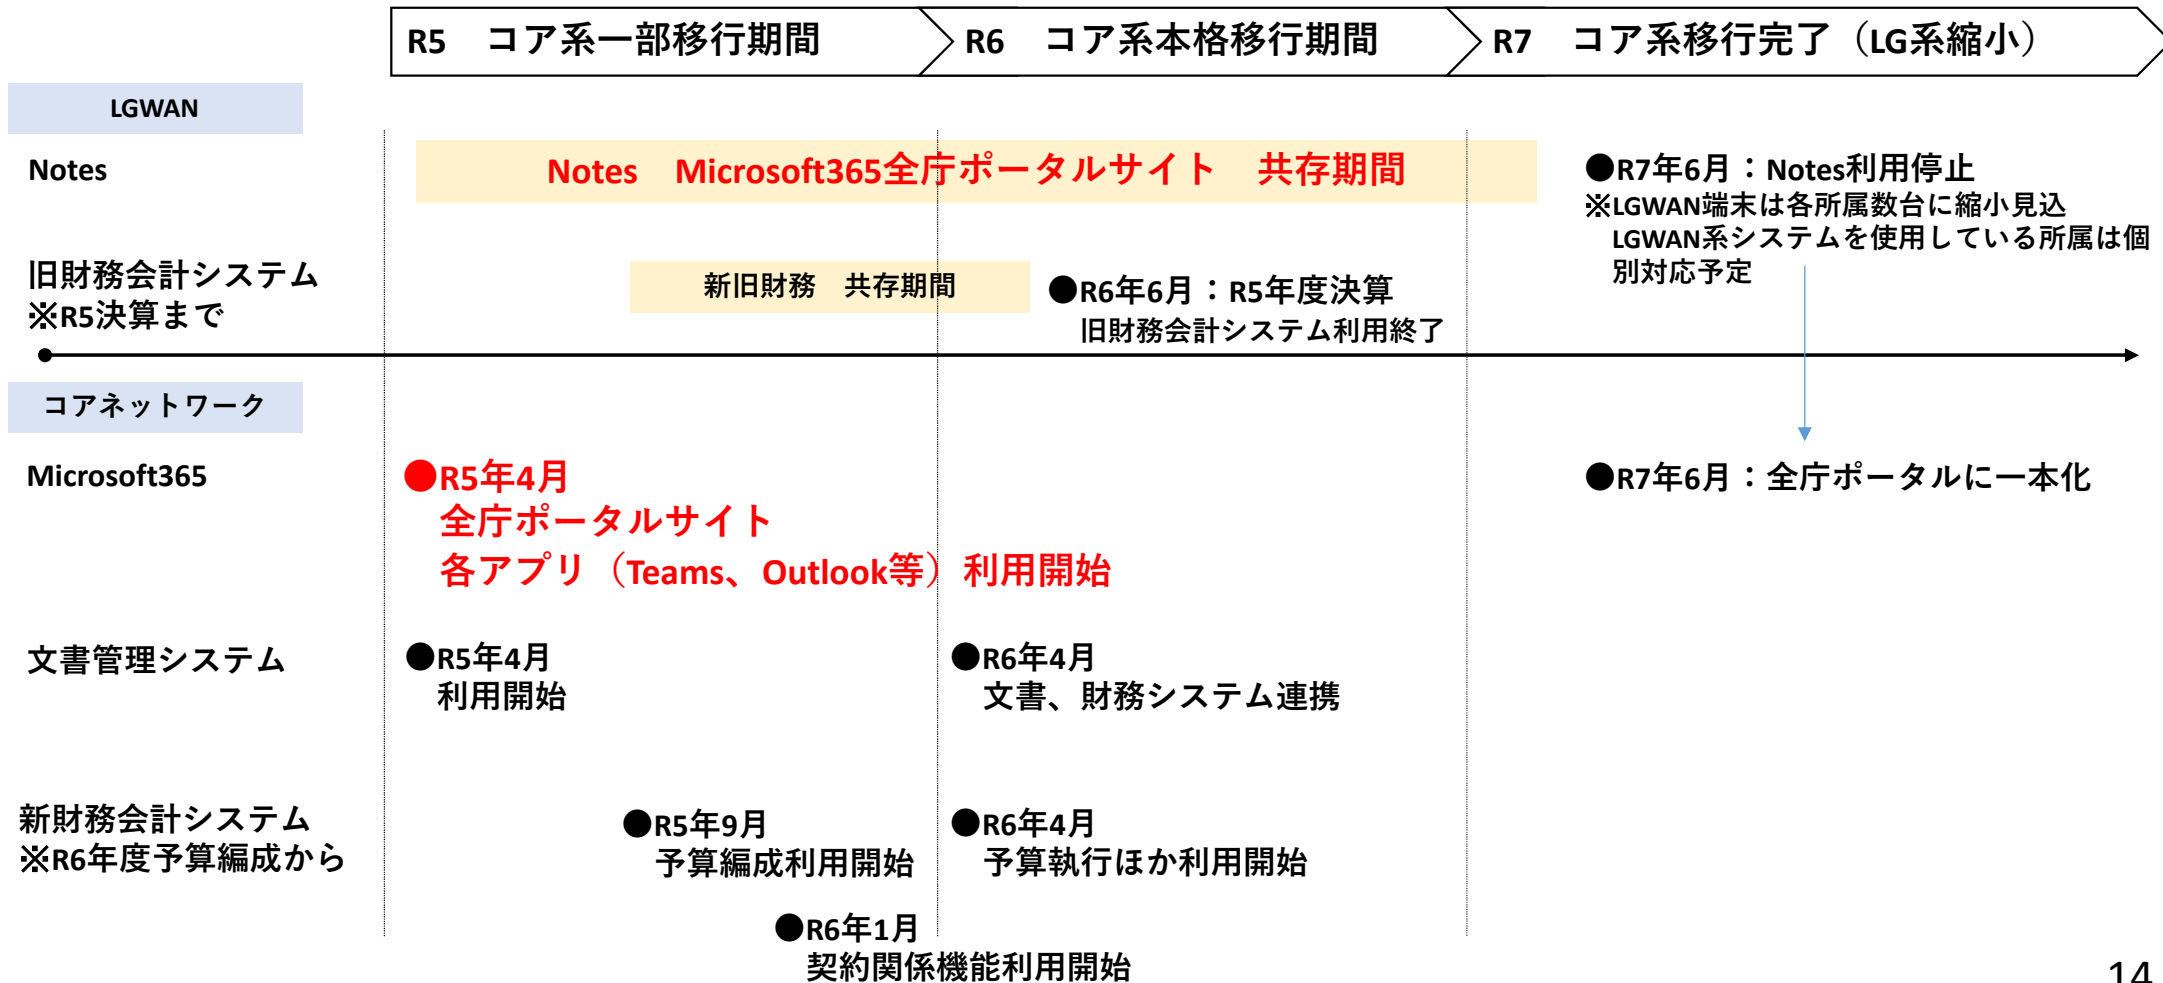 R5　コア系一部移行期間
R6　コア系本格移行期間
R7　コア系移行完了（LG系縮小）
LGWAN
Notes
Notes　Microsoft365全庁ポータルサイト　共存期間
●R7年6月：Notes利用停止
※LGWAN端末は各所属数台に縮小見込
LGWAN系システムを使用している所属は個
別対応予定
旧財務会計システム
※R5決算まで
新旧財務　共存期間
●R6年6月：R5年度決算
旧財務会計システム利用終了
コアネットワーク
Microsoft365
●R5年4月
全庁ポータルサイト
各アプリ（Teams、Outlook等）利用開始
●R7年6月：全庁ポータルに一本化
文書管理システム
●R5年4月
利用開始
●R6年4月
文書、財務システム連携
新財務会計システム
※R6年度予算編成から
●R5年9月
予算編成利用開始
●R6年4月
予算執行ほか利用開始
●R6年1月
契約関係機能利用開始
14